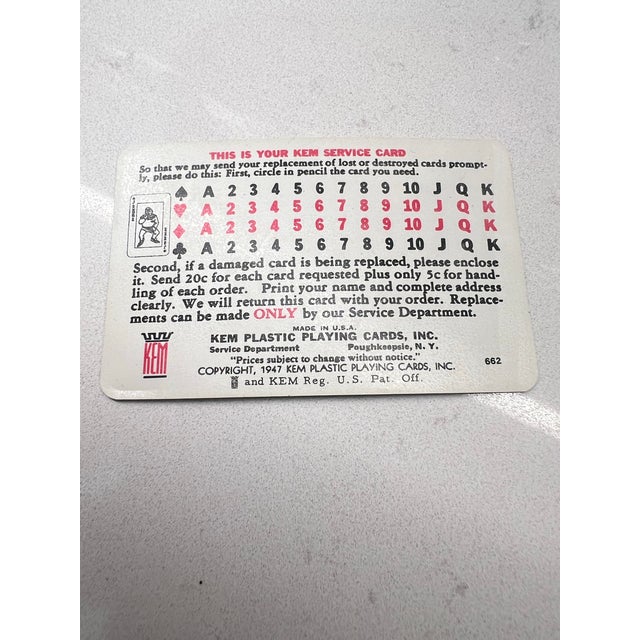 THIS IS YOUR KEM SERVICE CARD
So that we may send your replacement of lost or destroyed cards prompt-
ly, please do this: First, circle in pencil the card you need.
♠ A 2 3 4 5 6 7 8 9 10 J Q K
♥ A 2 3 4 5 6 7 8 9 10 J Q K
♦ A 2 3 4 5 6 7 8 9 10 J Q K
♣ A 2 3 4 5 6 7 8 9 10 J Q K
Second, if a damaged card is being replaced, please enclose
it. Send 20c for each card requested plus only 5c for hand-
ling of each order. Print your name and complete address
clearly. We will return this card with your order. Replace-
ments can be made ONLY by our Service Department.
MADE IN U.S.A.
KEM PLASTIC PLAYING CARDS, INC.
Service Department Poughkeepsie, N. Y.
"Prices subject to change without notice."
COPYRIGHT, 1947 KEM PLASTIC PLAYING CARDS, INC. 662
and KEM Reg. U.S. Pat. Off.
KEM